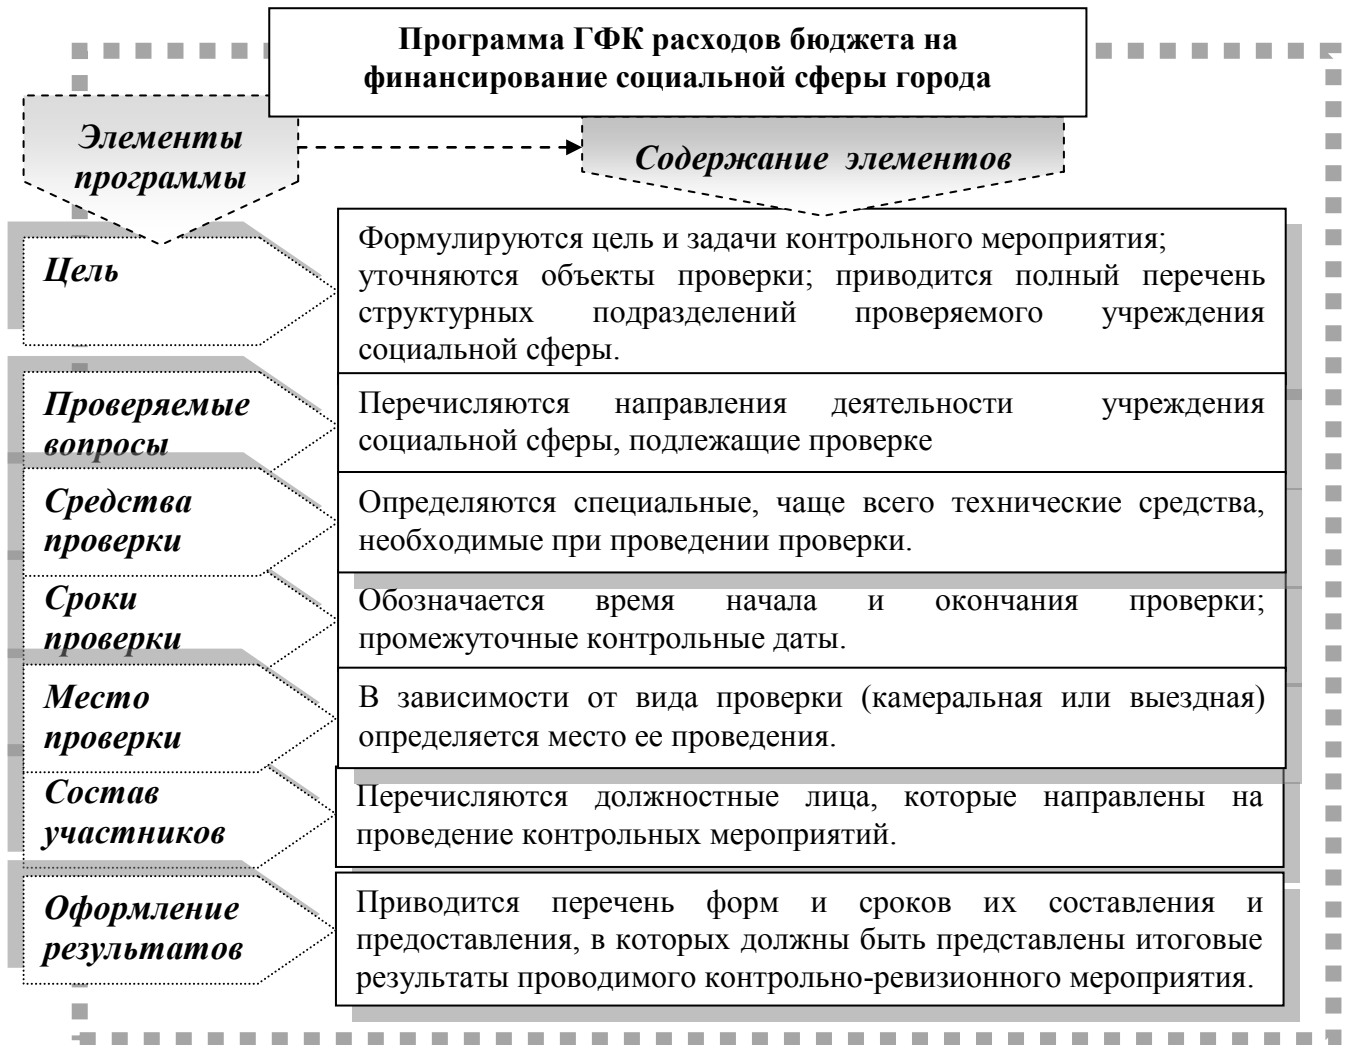 Программа ГФК расходов бюджета на
финансирование социальной сферы города
Элементы
программы
Содержание элементов
Цель
Формулируются цель и задачи контрольного мероприятия;
уточняются объекты проверки; приводится полный перечень
структурных подразделений проверяемого учреждения
социальной сферы.
Проверяемые
вопросы
Перечисляются направления деятельности учреждения
социальной сферы, подлежащие проверке
Средства
проверки
Определяются специальные, чаще всего технические средства,
необходимые при проведении проверки.
Сроки
проверки
Обозначается время начала и окончания проверки;
промежуточные контрольные даты.
Место
проверки
В зависимости от вида проверки (камеральная или выездная)
определяется место ее проведения.
Состав
участников
Перечисляются должностные лица, которые направлены на
проведение контрольных мероприятий.
Оформление
результатов
Приводится перечень форм и сроков их составления и
предоставления, в которых должны быть представлены итоговые
результаты проводимого контрольно-ревизионного мероприятия.